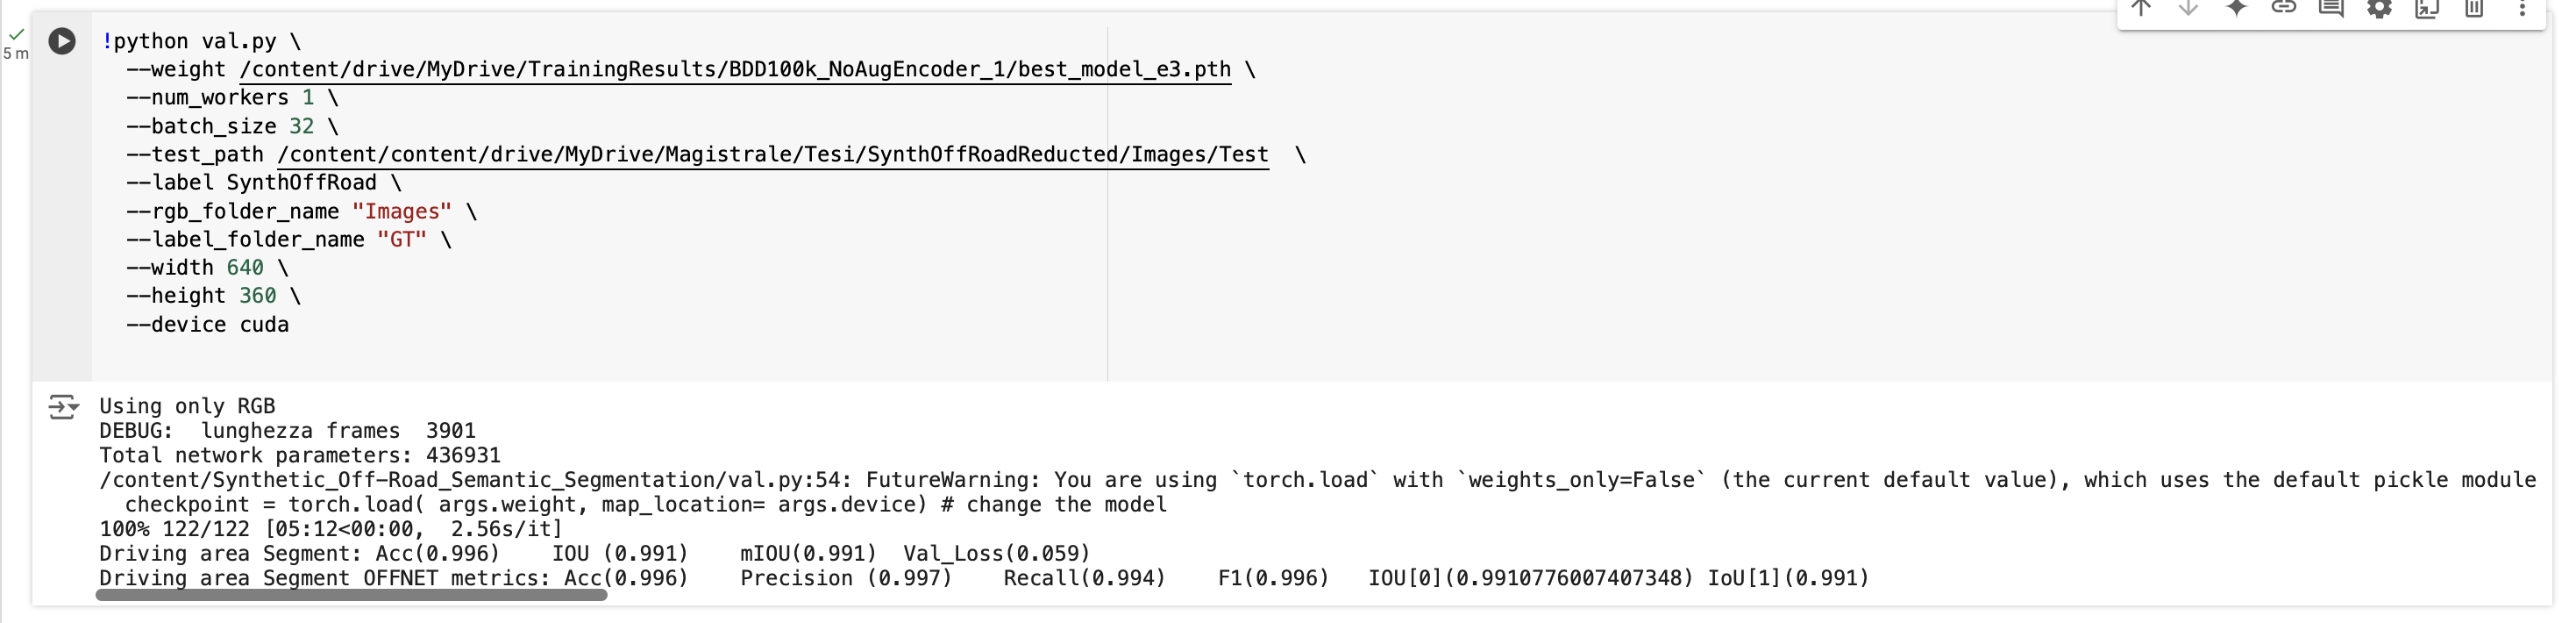 5 m
!python val.py \
--weight /content/drive/MyDrive/TrainingResults/BDD100k_NoAugEncoder_1/best_model_e3.pth \
--num_workers 1 \
--batch_size 32 \
--test_path /content/content/drive/MyDrive/Magistrale/Tesi/SynthOffRoadReducted/Images/Test \
--label SynthOffRoad \
--rgb_folder_name "Images" \
--label_folder_name "GT" \
--width 640 \
--height 360 \
--device cuda
Using only RGB
DEBUG:  lunghezza frames  3901
Total network parameters: 436931
/content/Synthetic_Off-Road_Semantic_Segmentation/val.py:54: FutureWarning: You are using `torch.load` with `weights_only=False` (the current default value), which uses the default pickle module
checkpoint = torch.load( args.weight, map_location= args.device) # change the model
100% 122/122 [05:12<00:00,  2.56s/it]
Driving area Segment: Acc(0.996)    IOU (0.991)    mIOU(0.991)  Val_Loss(0.059)
Driving area Segment OFFNET metrics: Acc(0.996)    Precision (0.997)    Recall(0.994)    F1(0.996)   IOU[0](0.9910776007407348) IoU[1](0.991)